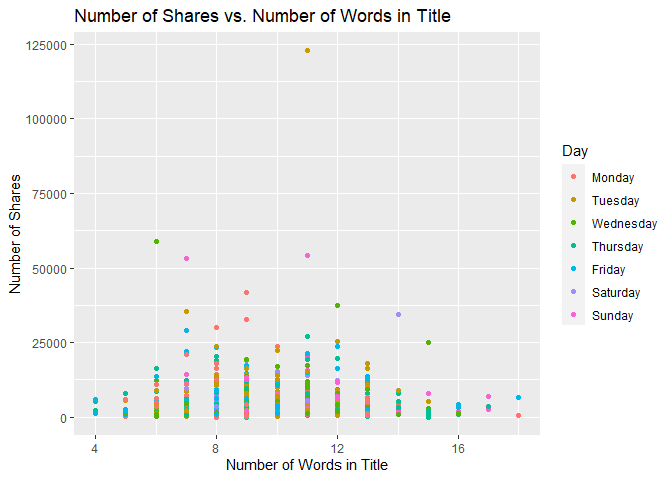 Number of Shares vs. Number of Words in Title
125000
100000
75000
50000
25000
0
Number of Shares
4
8
12
16
Number of Words in Title
Day
Monday
Tuesday
Wednesday
Thursday
Friday
Saturday
Sunday